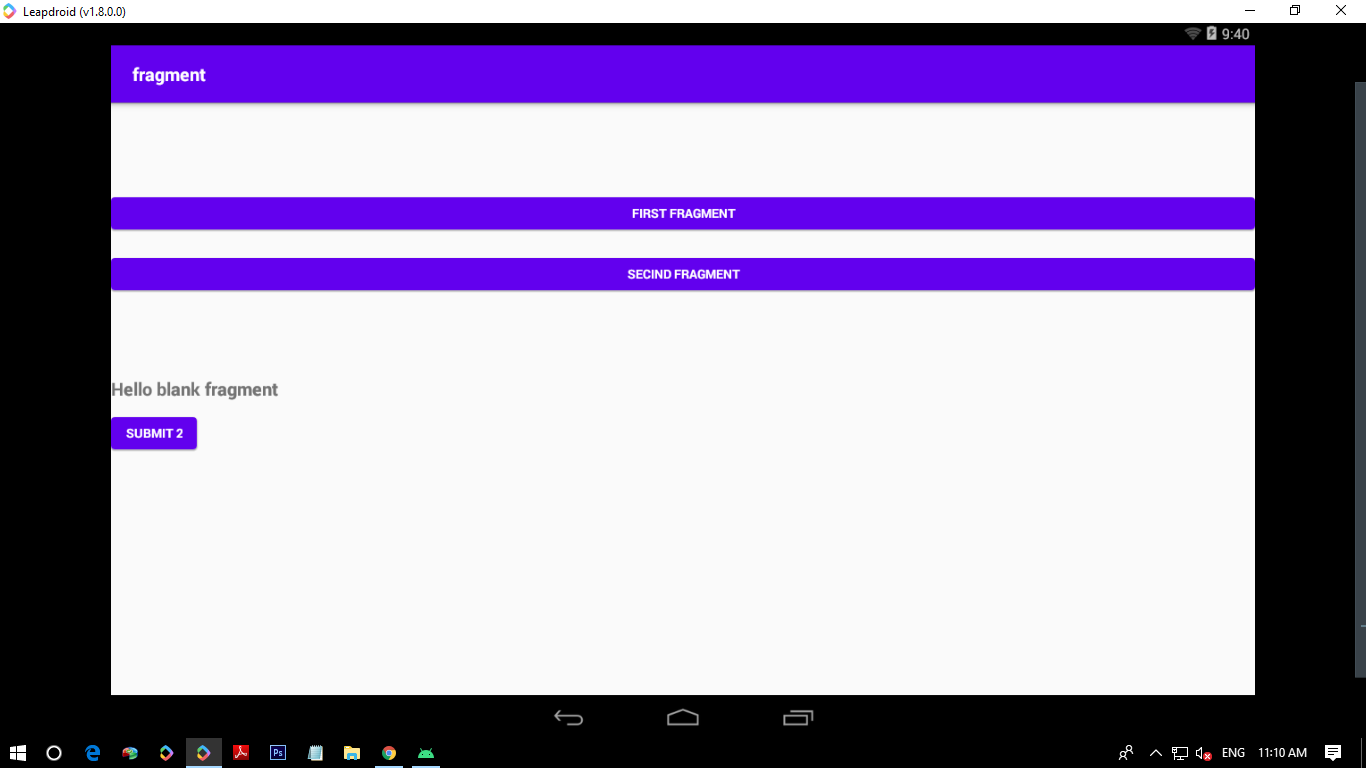 Leapdroid (v1.8.0.0)
9:40
fragment
FIRST FRAGMENT
SECIND FRAGMENT
Hello blank fragment
SUBMIT 2
Ps
ENG
11:10 AM